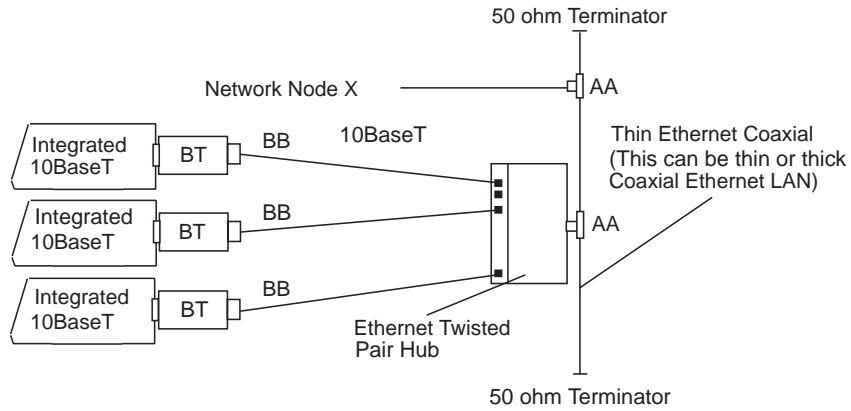 50 ohm Terminator
Network Node X
AA
10BaseT
Thin Ethernet Coaxial
(This can be thin or thick
Coaxial Ethernet LAN)
Integrated
10BaseT
BT
BB
Integrated
10BaseT
BT
BB
AA
Integrated
10BaseT
BT
BB
Ethernet Twisted
Pair Hub
50 ohm Terminator